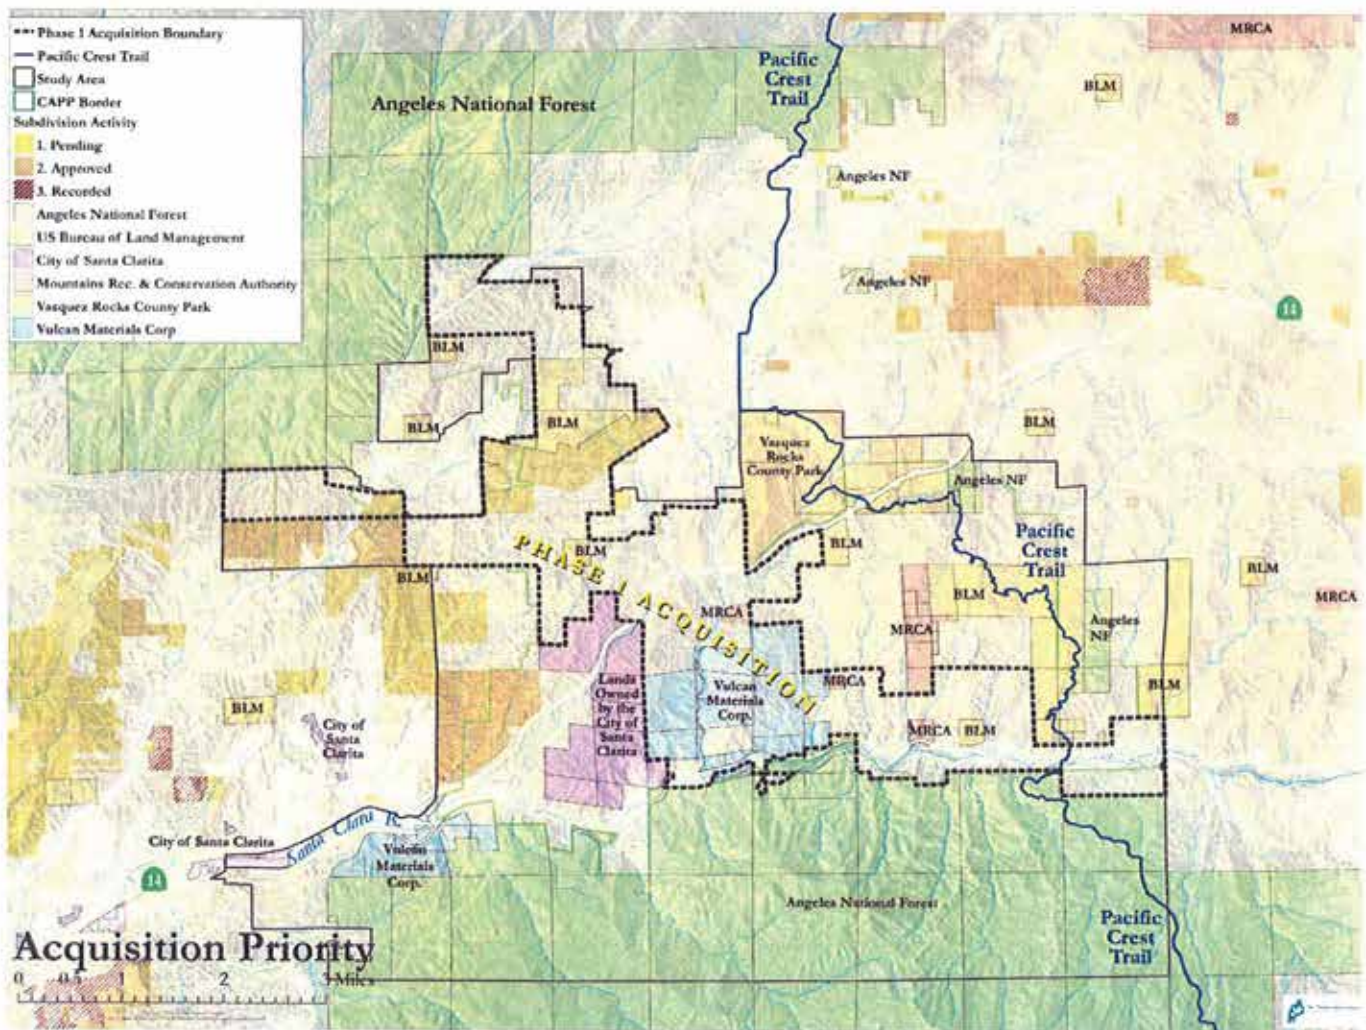 Phase 1 Acquisition Boundary
Pacific Crest Trail
Study Area
CAPP Border
Subdivision Activity
1. Pending
2. Approved
3. Recorded
Angeles National Forest
US Bureau of Land Management
City of Santa Clarita
Mountains Rec. & Conservation Authority
Vasquez Rocks County Park
Vulcan Materials Corp
Angeles National Forest
Pacific
Crest
Trail
MRCA
BLM
Angeles NF
Angeles NF
14
BLM
BLM
BLM
BLM
Vasquez
Rocks
County Park
Angeles NF
Pacific
Crest
Trail
PHASE 1 ACQUISITION
BLM
BLM
BLM
BLM
BLM
MRCA
MRCA
MRCA
Angeles
NF
Lands
Owned
by the
City of
Santa
Clarita
Vulcan
Materials
Corp.
MRCA
BLM
BLM
City of
Santa
Clarita
MRCA
BLM
City of Santa Clarita
Santa Clara R.
Vulcan
Materials
Corp.
14
Angeles National Forest
Pacific
Crest
Trail
Acquisition Priority
0 0.5 1 2 3 Miles